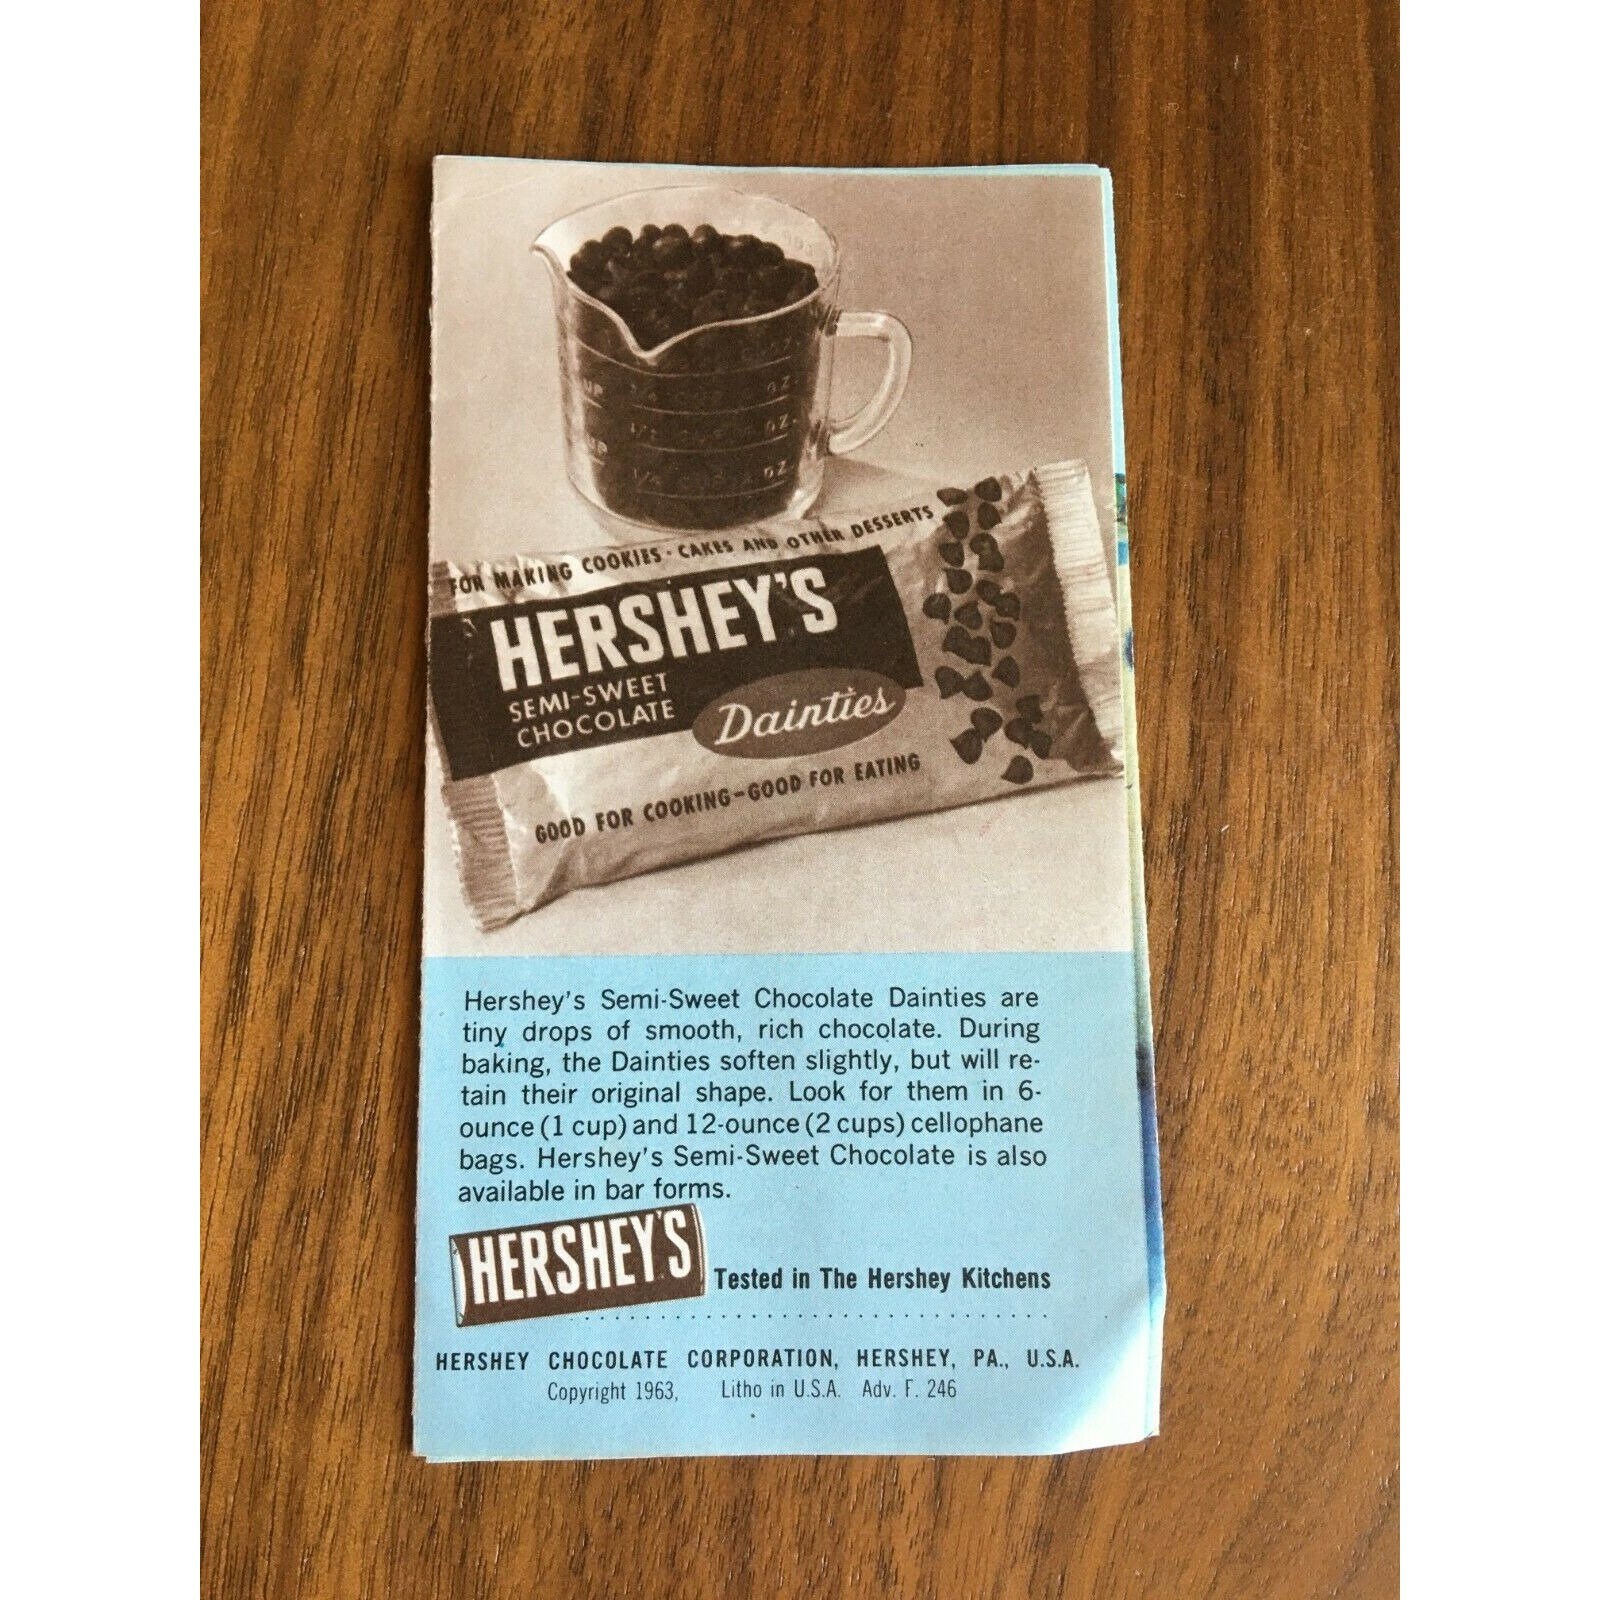 FOR MAKING COOKIES · CAKES AND OTHER DESSERTS
HERSHEY'S
SEMI-SWEET
CHOCOLATE
Dainties
GOOD FOR COOKING-GOOD FOR EATING
Hershey's Semi-Sweet Chocolate Dainties are
tiny drops of smooth, rich chocolate. During
baking, the Dainties soften slightly, but will re-
tain their original shape. Look for them in 6-
ounce (1 cup) and 12-ounce (2 cups) cellophane
bags. Hershey's Semi-Sweet Chocolate is also
available in bar forms.
HERSHEY'S
Tested in The Hershey Kitchens
HERSHEY CHOCOLATE CORPORATION, HERSHEY, PA., U.S.A.
Copyright 1963, Litho in U.S.A. Adv. F. 246